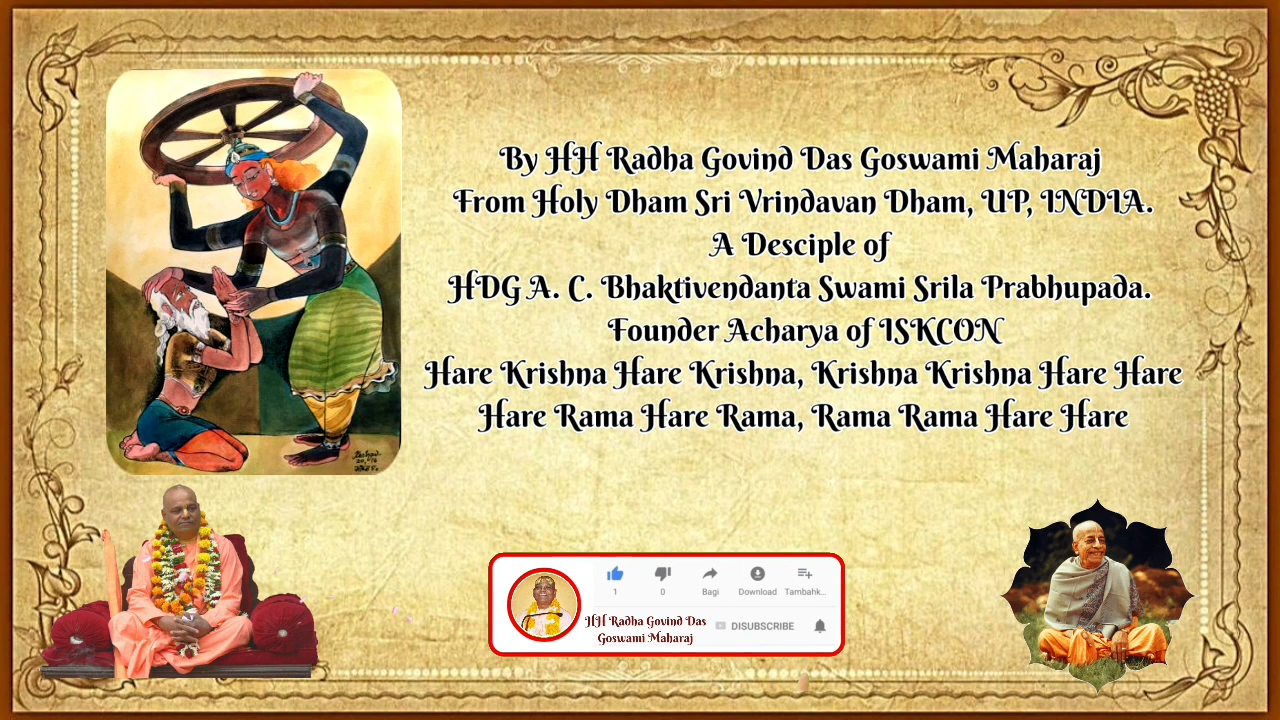 By HH Radha Govind Das Goswami Maharaj
From Holy Dham Sri Vrindavan Dham, UP, INDIA.
A Desciple of
HDG A. C. Bhaktivendanta Swami Srila Prabhupada.
Founder Acharya of ISKCON
Hare Krishna Hare Krishna, Krishna Krishna Hare Hare
Hare Rama Hare Rama, Rama Rama Hare Hare
1 0 Bagi Download Tambahk...
HH Radha Govind Das
Goswami Maharaj
DISUBSCRIBE